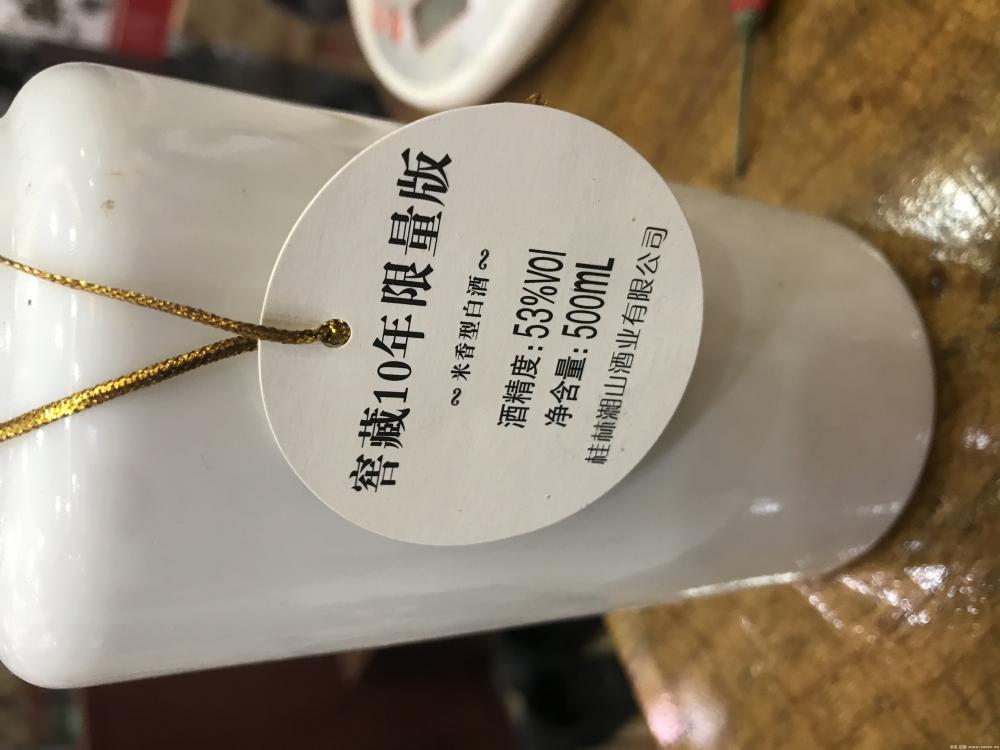 窖藏10年限量版
~米香型白酒~
酒精度:53%VOl
净含量:500mL
桂林湘山酒业有限公司